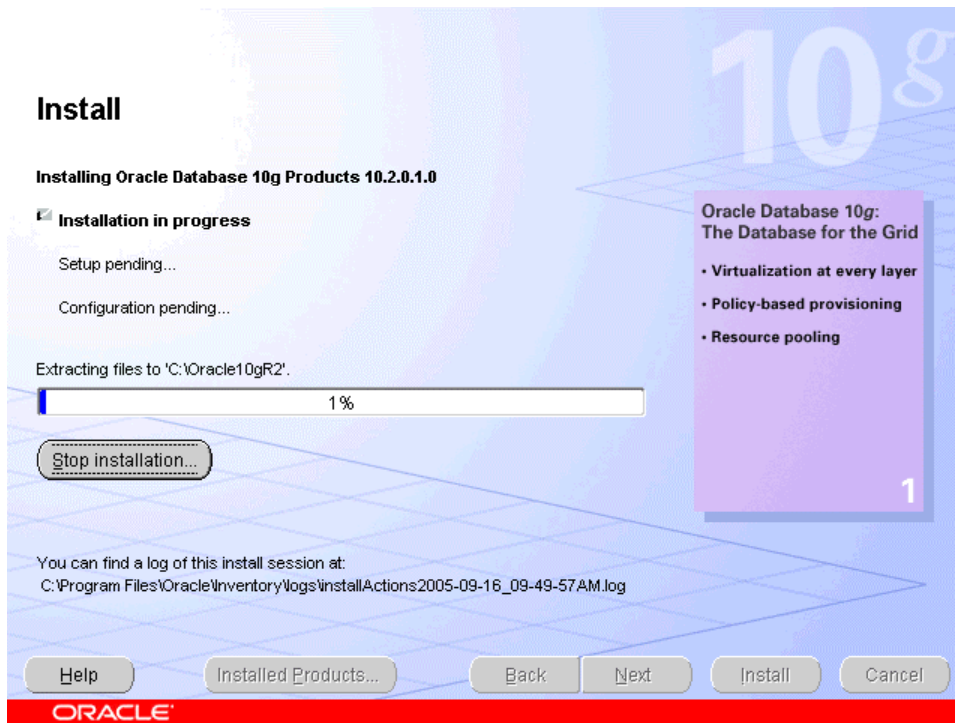 10g
Install
Installing Oracle Database 10g Products 10.2.0.1.0
Installation in progress
Setup pending...
Configuration pending...
Extracting files to 'C:\Oracle10gR2'.
1%
Stop installation...
Oracle Database 10g:
The Database for the Grid
• Virtualization at every layer
• Policy-based provisioning
• Resource pooling
1
You can find a log of this install session at:
C:\Program Files\Oracle\Inventory\logs\installActions2005-09-16_09-49-57AM.log
Help
Installed Products...
Back
Next
Install
Cancel
ORACLE